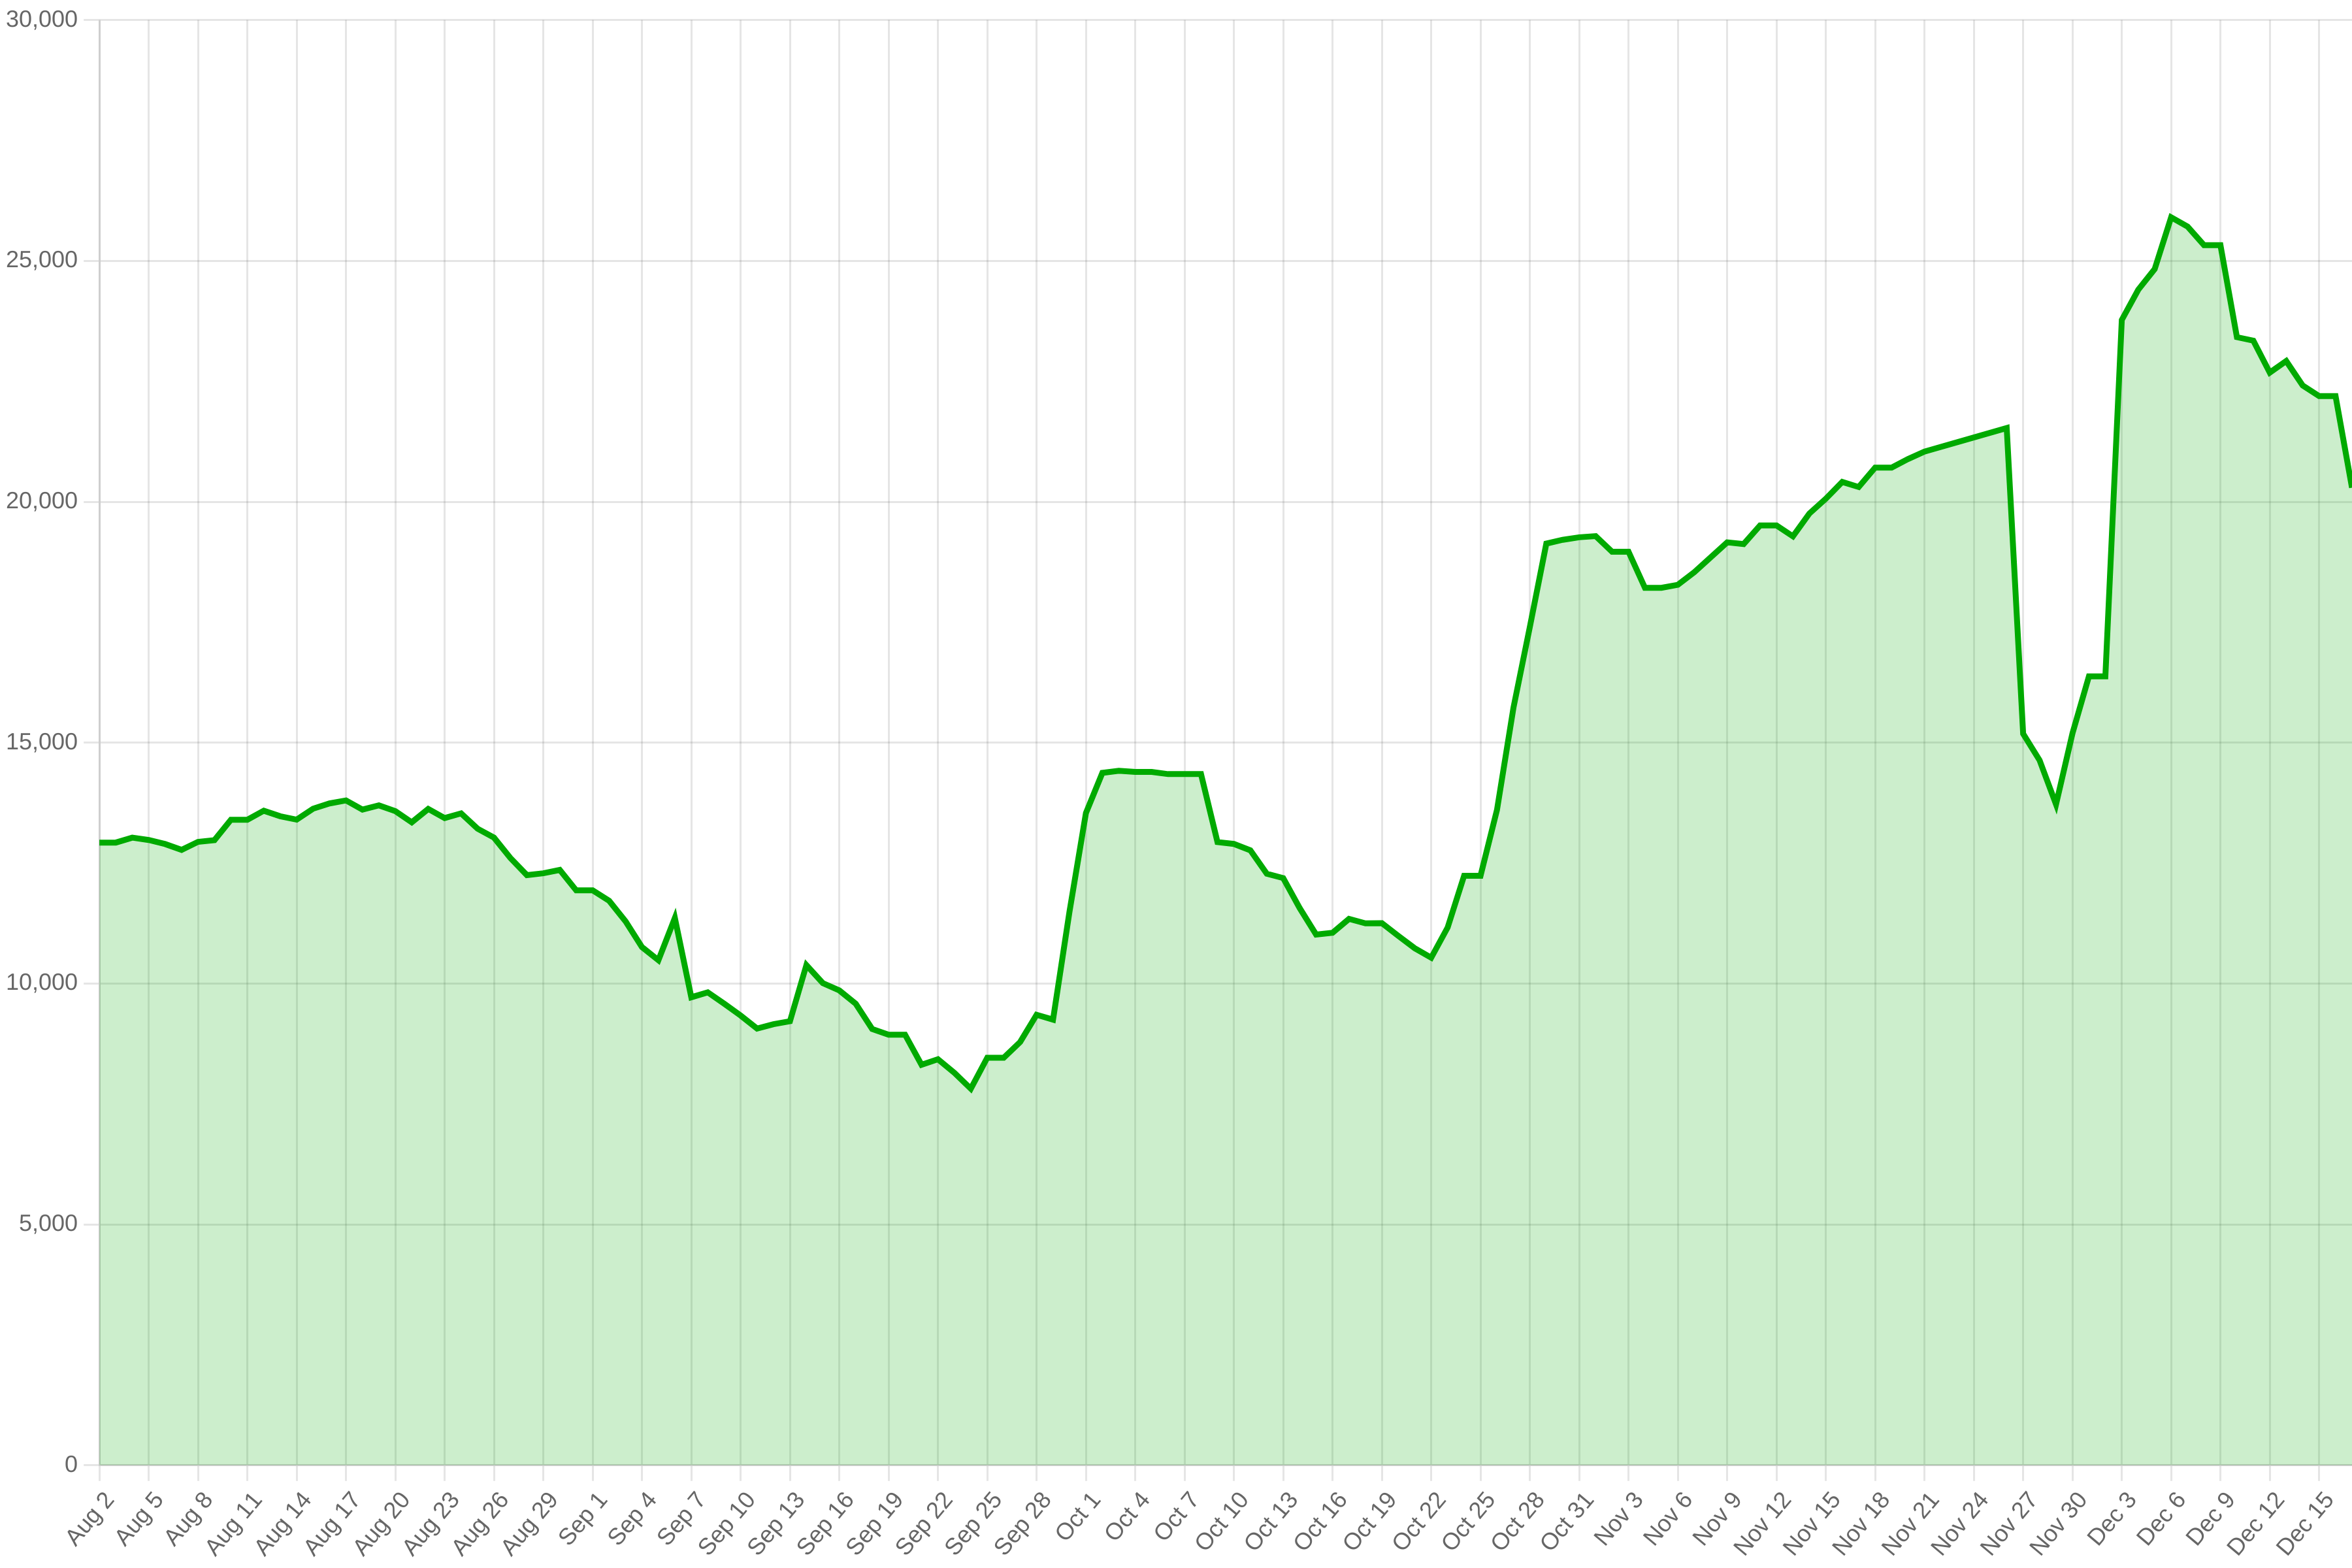 30,000
25,000
20,000
15,000
10,000
5,000
0
Aug 2
Aug 5
Aug 8
Aug 11
Aug 14
Aug 17
Aug 20
Aug 23
Aug 26
Aug 29
Sep 1
Sep 4
Sep 7
Sep 10
Sep 13
Sep 16
Sep 19
Sep 22
Sep 25
Sep 28
Oct 1
Oct 4
Oct 7
Oct 10
Oct 13
Oct 16
Oct 19
Oct 22
Oct 25
Oct 28
Oct 31
Nov 3
Nov 6
Nov 9
Nov 12
Nov 15
Nov 18
Nov 21
Nov 24
Nov 27
Nov 30
Dec 3
Dec 6
Dec 9
Dec 12
Dec 15